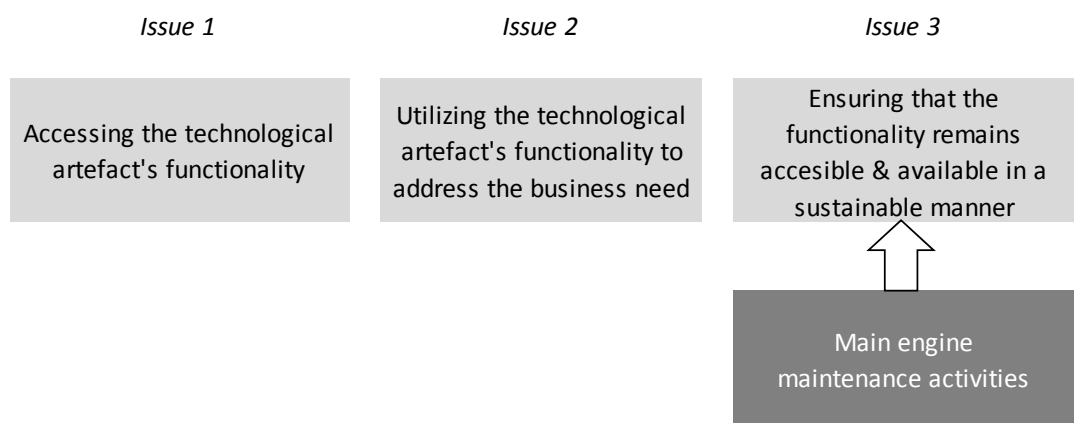 Issue 1
Issue 2
Issue 3
Accessing the technological
artefact's functionality
Utilizing the technological
artefact's functionality to
address the business need
Ensuring that the
functionality remains
accesible & available in a
sustainable manner
Main engine
maintenance activities